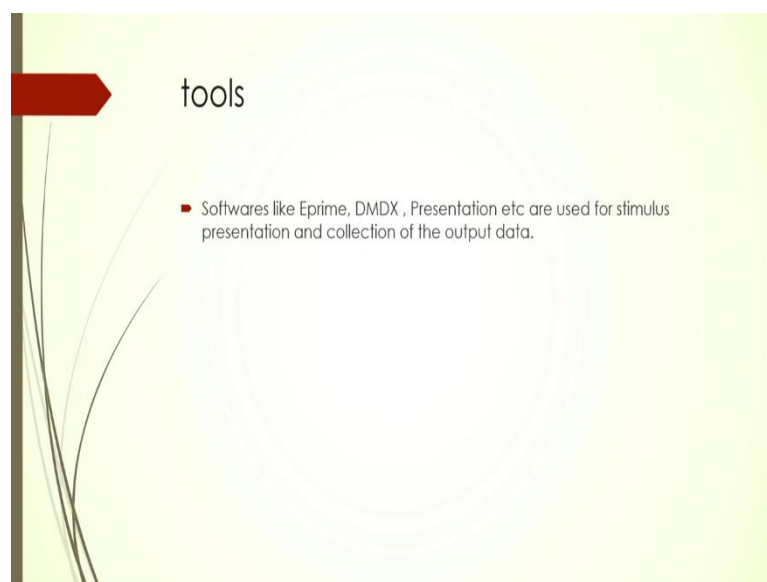 tools
Softwares like Eprime, DMDX , Presentation etc are used for stimulus
presentation and collection of the output data.